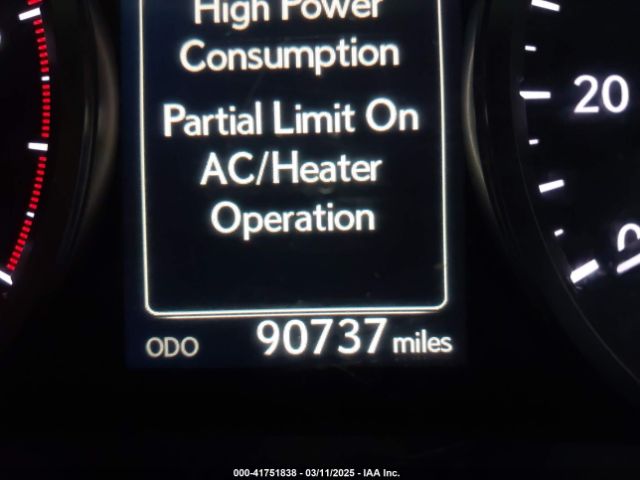 High Power
Consumption
Partial Limit On
AC/Heater
Operation
ODO 90737 miles
20
0
000-41751838 - 03/11/2025 - IAA Inc.